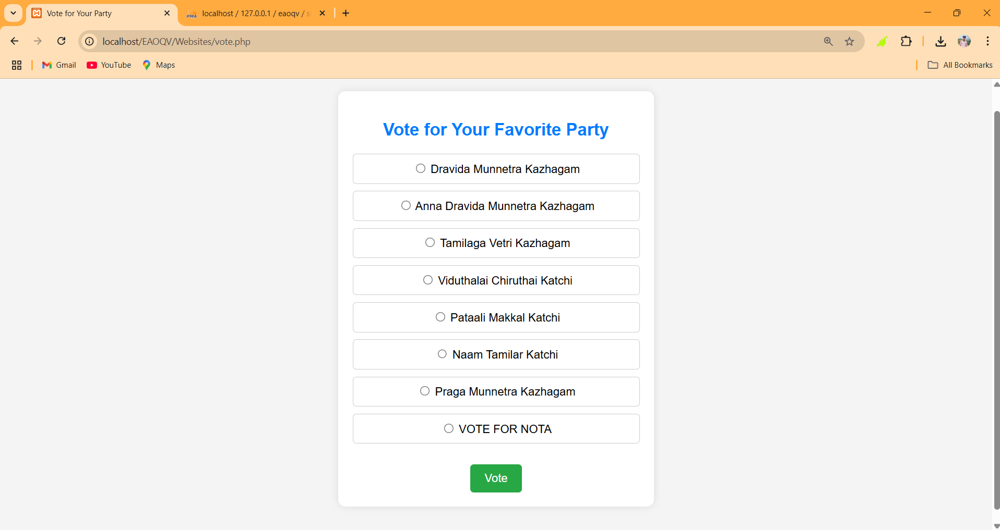 Vote for Your Party
localhost / 127.0.0.1 / eaoqv / s
localhost/EAOQV/Websites/vote.php
Gmail
YouTube
Maps
All Bookmarks
Vote for Your Favorite Party
Dravida Munnetra Kazhagam
Anna Dravida Munnetra Kazhagam
Tamilaga Vetri Kazhagam
Viduthalai Chiruthai Katchi
Pataali Makkal Katchi
Naam Tamilar Katchi
Praga Munnetra Kazhagam
VOTE FOR NOTA
Vote